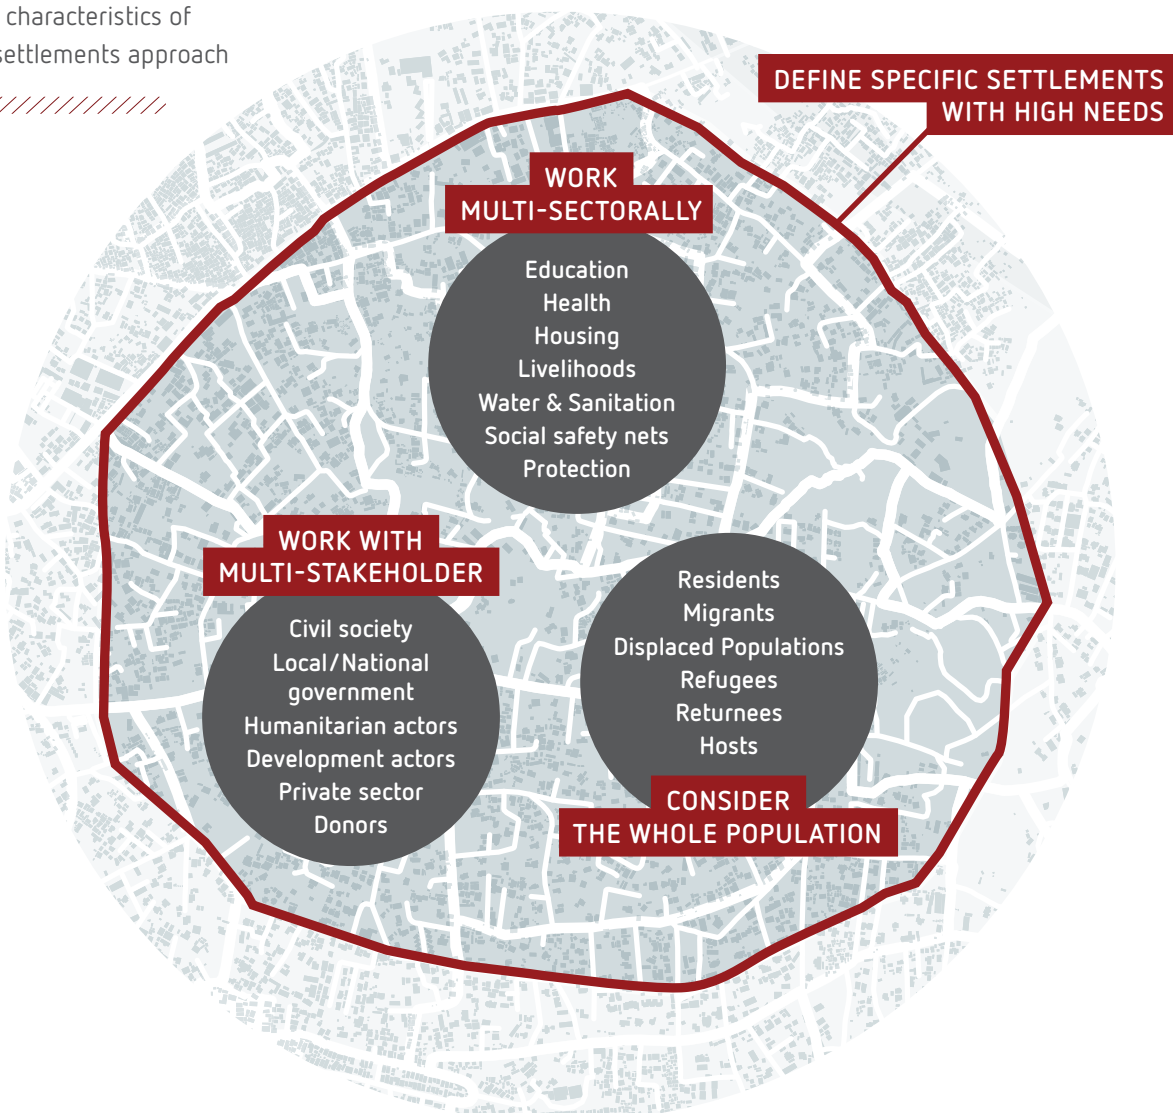 characteristics of
settlements approach
DEFINE SPECIFIC SETTLEMENTS
WITH HIGH NEEDS
WORK
MULTI-SECTORALLY
Education
Health
Housing
Livelihoods
Water & Sanitation
Social safety nets
Protection
WORK WITH
MULTI-STAKEHOLDER
Civil society
Local/National
government
Humanitarian actors
Development actors
Private sector
Donors
Residents
Migrants
Displaced Populations
Refugees
Returnees
Hosts
CONSIDER
THE WHOLE POPULATION